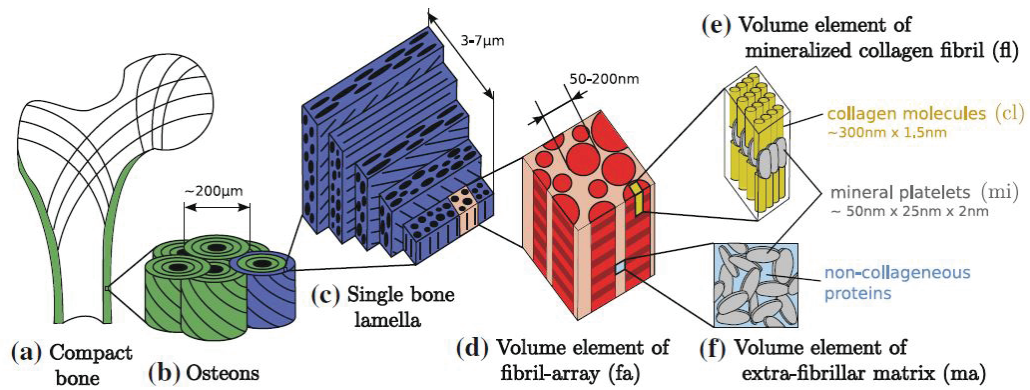 (a) Compact
bone
~200μm
(b) Osteons
3-7μm
(c) Single bone
lamella
50-200nm
(d) Volume element of
fibril-array (fa)
(e) Volume element of
mineralized collagen fibril (fl)
collagen molecules (cl)
~300nm x 1,5nm
mineral platelets (mi)
~ 50nm x 25nm x 2nm
non-collageneous
proteins
(f) Volume element of
extra-fibrillar matrix (ma)